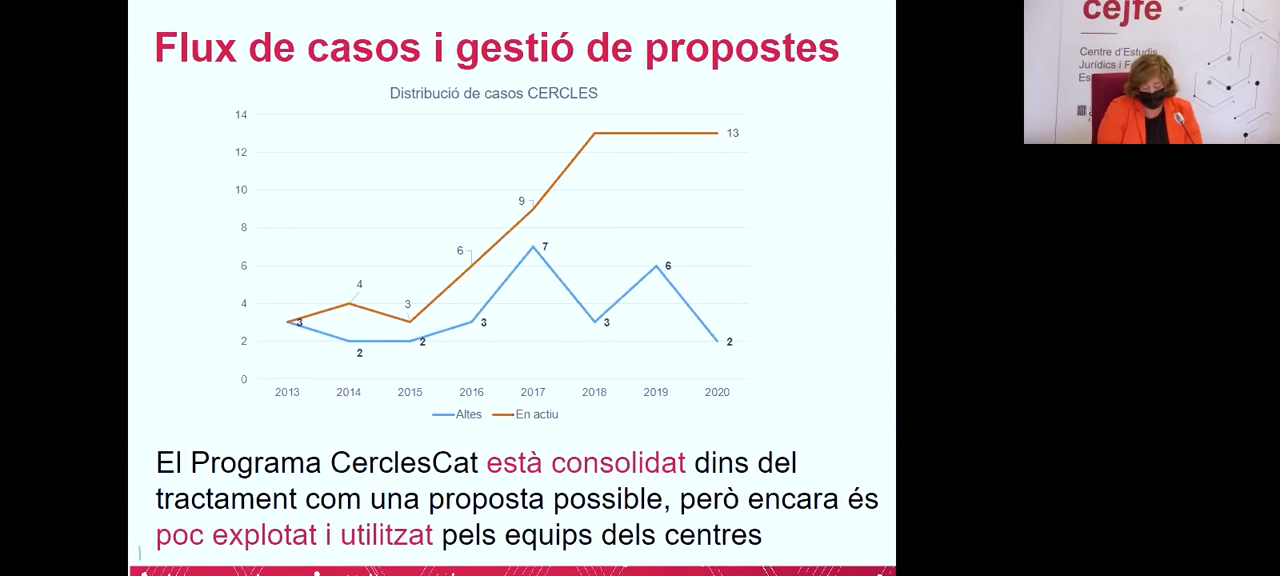 Flux de casos i gestió de propostes
Distribució de casos CERCLES
14
12
10
8
6
4
2
0
13
9
7
6
6
4
3
3
3
3
2
2
2
2013 2014 2015 2016 2017 2018 2019 2020
Altes En actiu
El Programa CerclesCat està consolidat dins del
tractament com una proposta possible, però encara és
poc explotat i utilitzat pels equips dels centres
cejfe
Centre d'Estudis
Jurídics i F
Es